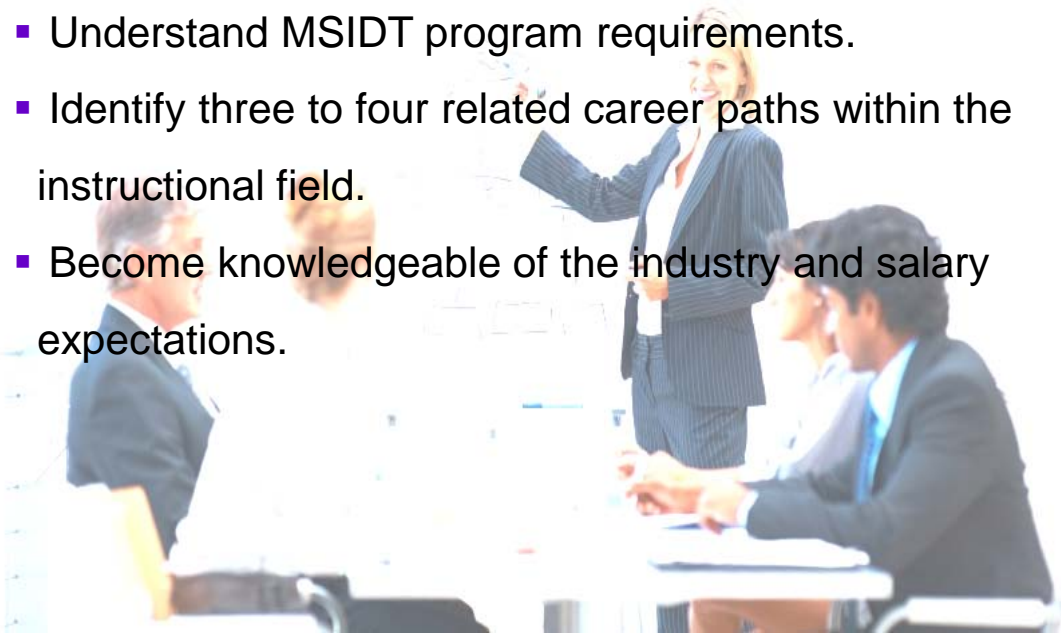 ▪ Understand MSIDT program requirements.
▪ Identify three to four related career paths within the
instructional field.
▪ Become knowledgeable of the industry and salary
expectations.